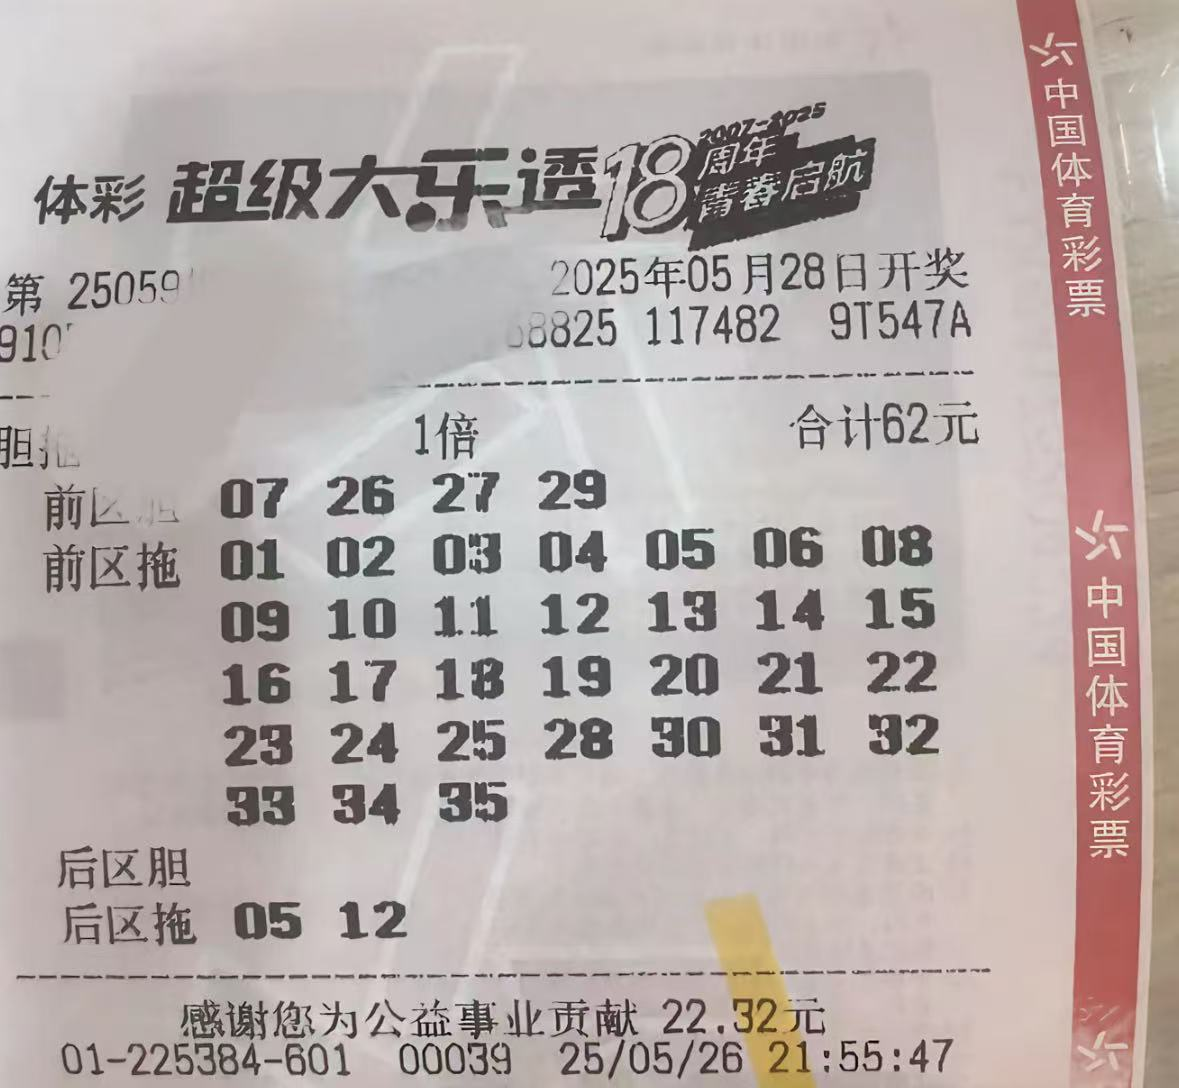 体彩 超级大乐透 18周年 2007-2025 青春启航
第 25059 2025年05月28日开奖
910 8825 117482 9T547A
胆拖 1倍 合计62元
前区胆 07 26 27 29
前区拖 01 02 03 04 05 06 08
09 10 11 12 13 14 15
16 17 18 19 20 21 22
23 24 25 28 30 31 32
33 34 35
后区胆
后区拖 05 12
感谢您为公益事业贡献 22.32元
01-225384-601 00039 25/05/26 21:55:47
中国体育彩票
中国体育彩票